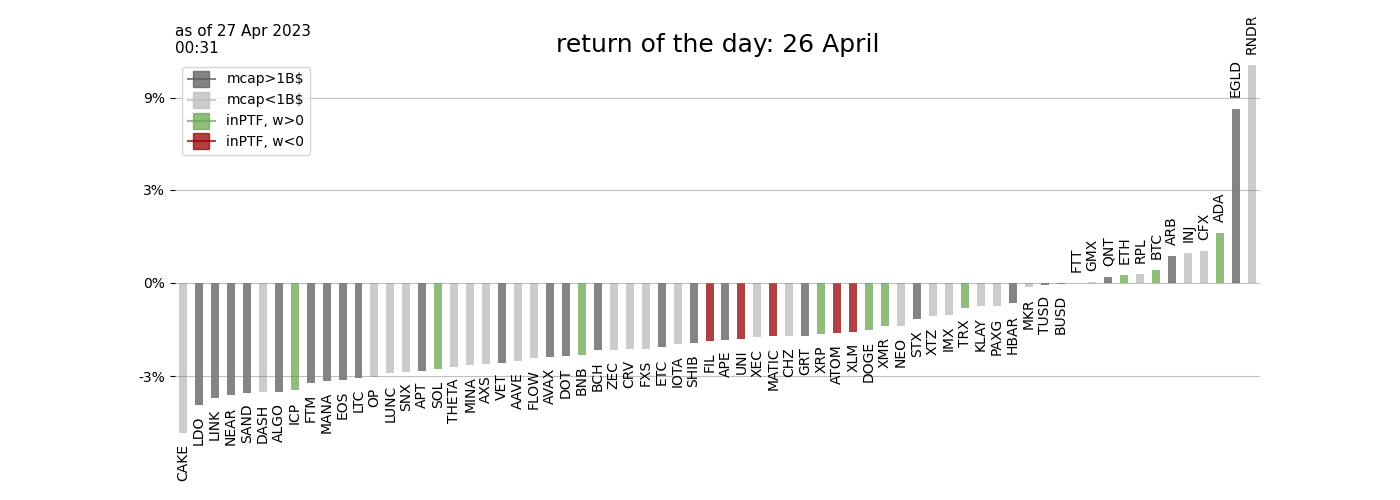 as of 27 Apr 2023
00:31
return of the day: 26 April
mcap>1B$
mcap<1B$
inPTF, w>0
inPTF, w<0
9%
3%
0%
-3%
CAKE
LDO
LINK
NEAR
SAND
DASH
ALGO
ICP
FTM
MANA
EOS
LTC
OP
LUNC
SNX
APT
SOL
THETA
MINA
AXS
VET
AAVE
FLOW
AVAX
DOT
BNB
BCH
ZEC
CRV
FXS
ETC
IOTA
SHIB
FIL
APE
UNI
XEC
MATIC
CHZ
GRT
XRP
ATOM
XLM
DOGE
XMR
NEO
STX
XTZ
IMX
TRX
KLAY
PAXG
HBAR
MKR
TUSD
BUSD
FTT
GMX
QNT
ETH
RPL
BTC
ARB
INJ
CFX
ADA
EGLD
RNDR